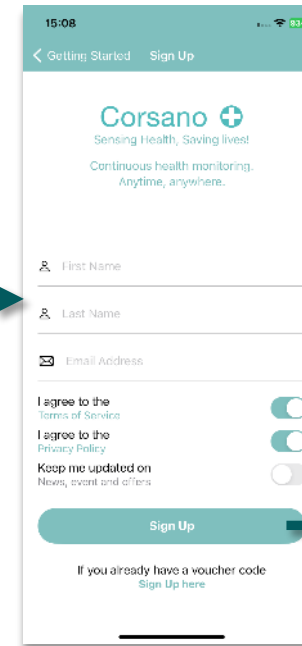 15:08
Getting Started Sign Up
Corsano
Sensing Health, Saving lives!
Continuous health monitoring.
Anytime, anywhere.
First Name
Last Name
Email Address
I agree to the
Terms of Service
I agree to the
Privacy Policy
Keep me updated on
News, event and offers
Sign Up
If you already have a voucher code
Sign Up here